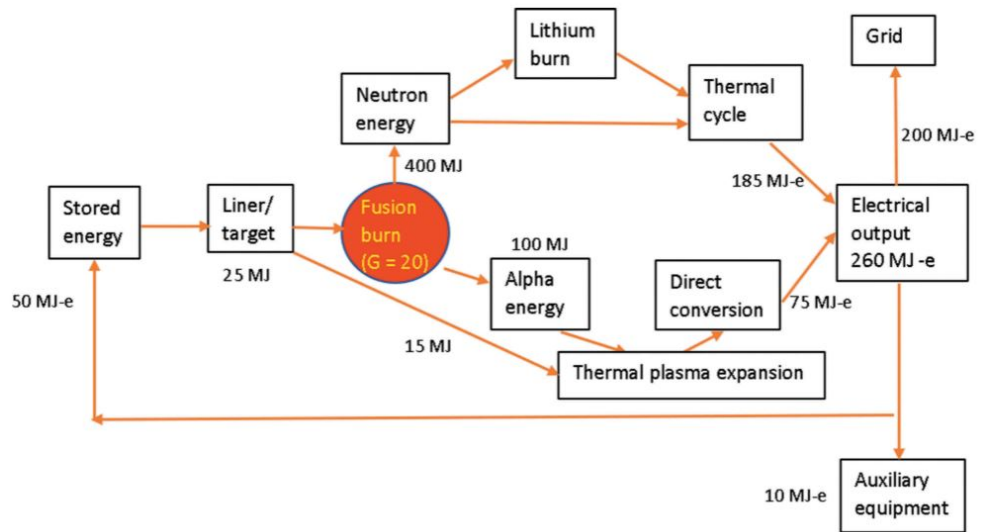 Lithium
burn
Grid
Neutron
energy
Thermal
cycle
400 MJ
200 MJ-e
185 MJ-e
Stored
energy
Liner/
target
Fusion
burn
(G = 20)
Electrical
output
260 MJ -e
25 MJ
50 MJ-e
100 MJ
Alpha
energy
Direct
conversion
75 MJ-e
15 MJ
Thermal plasma expansion
Auxiliary
equipment
10 MJ-e